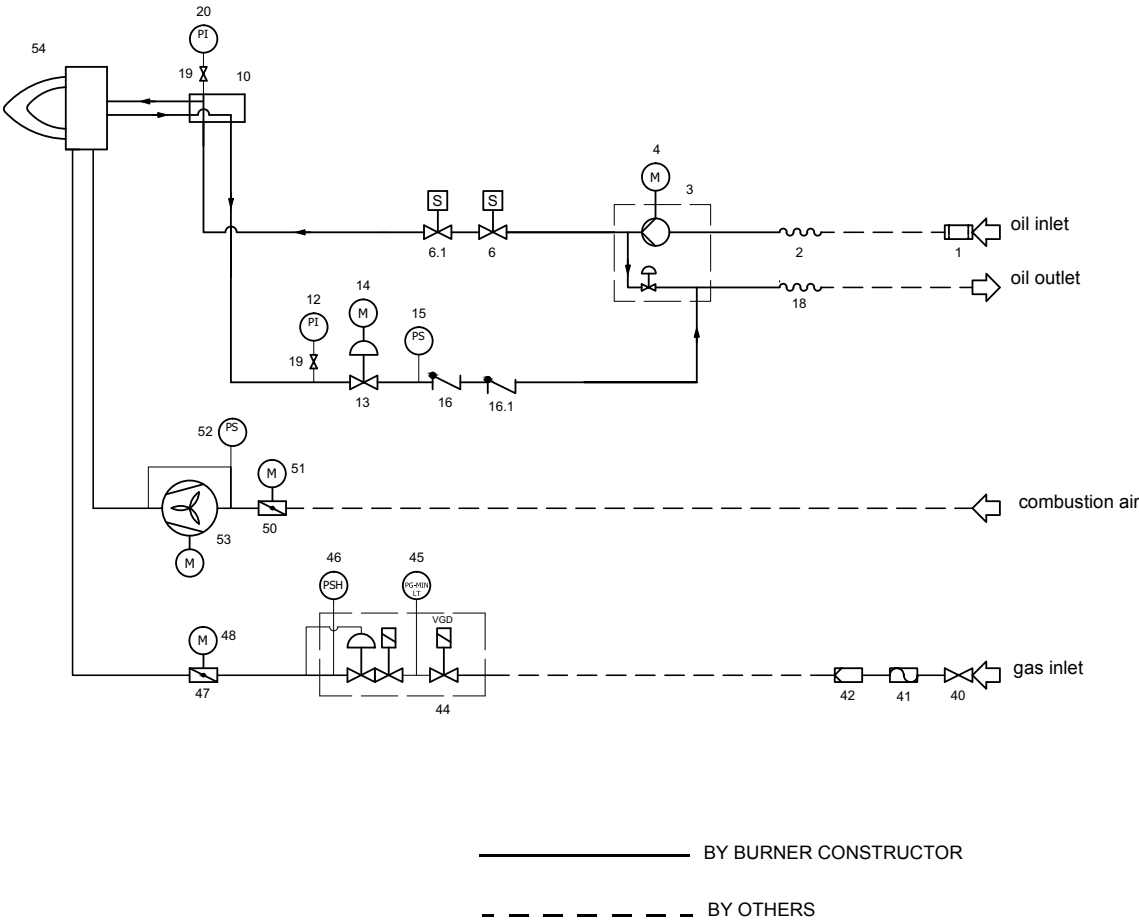 20
PI
54
19
10
4
M
3
S
S
oil inlet
6.1
6
2
1
oil outlet
14
12
M
15
18
PI
PS
19
13
16
16.1
52
PS
M
51
combustion air
50
53
M
46
45
PSH
PG-MIN
LT
VGD
M
48
gas inlet
47
44
42
41
40
BY BURNER CONSTRUCTOR
BY OTHERS